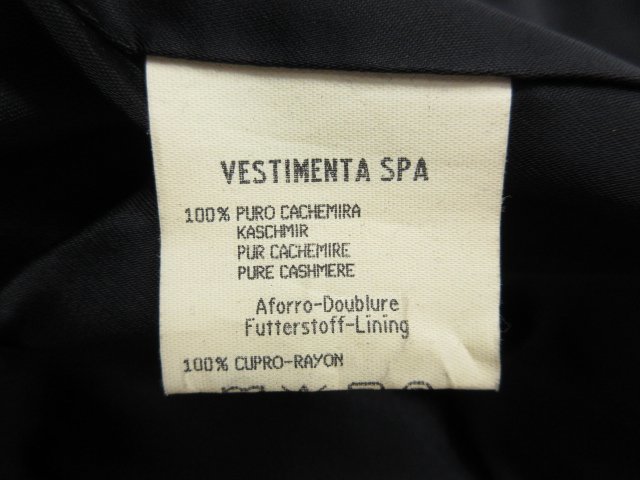 VESTIMENTA SPA
100% PURO CACHEMIRA
KASCHMIR
PUR CACHEMIRE
PURE CASHMERE
Aforro-Doublure
Futterstoff-Lining
100% CUPRO-RAYON